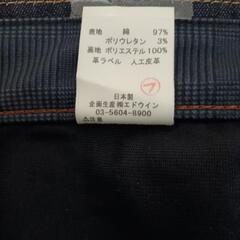 表地 綿 97%
ポリウレタン 3%
裏地 ポリエステル100%
革ラベル 人工皮革
日本製
企画生産㈱エドウイン
03-5604-8900